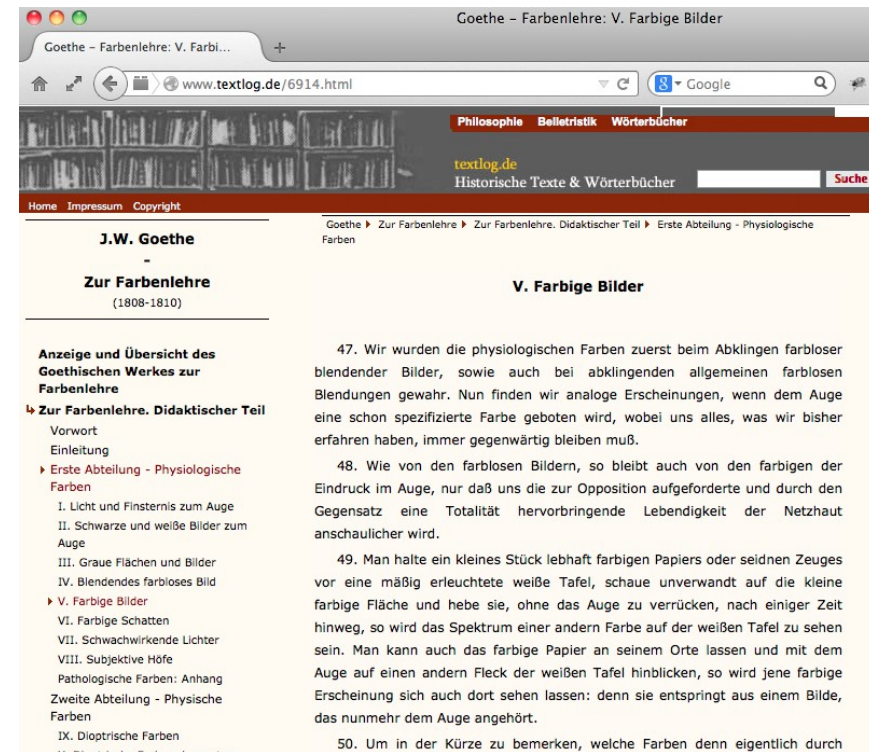 Goethe – Farbenlehre: V. Farbige Bilder
Goethe – Farbenlehre: V. Farbi...
www.textlog.de/6914.html
Google
Philosophie Belletristik Wörterbücher
textlog.de
Historische Texte & Wörterbücher
Suche
Home Impressum Copyright
J.W. Goethe
-
Zur Farbenlehre
(1808-1810)
Anzeige und Übersicht des
Goethischen Werkes zur
Farbenlehre
Zur Farbenlehre. Didaktischer Teil
Vorwort
Einleitung
Erste Abteilung - Physiologische
Farben
I. Licht und Finsternis zum Auge
II. Schwarze und weiße Bilder zum
Auge
III. Graue Flächen und Bilder
IV. Blendendes farbloses Bild
V. Farbige Bilder
VI. Farbige Schatten
VII. Schwachwirkende Lichter
VIII. Subjektive Höfe
Pathologische Farben: Anhang
Zweite Abteilung - Physische
Farben
IX. Dioptrische Farben
Goethe Zur Farbenlehre Zur Farbenlehre. Didaktischer Teil Erste Abteilung - Physiologische
Farben
V. Farbige Bilder
47. Wir wurden die physiologischen Farben zuerst beim Abklingen farbloser
blendender Bilder, sowie auch bei abklingenden allgemeinen farblosen
Blendungen gewahr. Nun finden wir analoge Erscheinungen, wenn dem Auge
eine schon spezifizierte Farbe geboten wird, wobei uns alles, was wir bisher
erfahren haben, immer gegenwärtig bleiben muß.
48. Wie von den farblosen Bildern, so bleibt auch von den farbigen der
Eindruck im Auge, nur daß uns die zur Opposition aufgeforderte und durch den
Gegensatz eine Totalität hervorbringende Lebendigkeit der Netzhaut
anschaulicher wird.
49. Man halte ein kleines Stück lebhaft farbigen Papiers oder seidnen Zeuges
vor eine mäßig erleuchtete weiße Tafel, schaue unverwandt auf die kleine
farbige Fläche und hebe sie, ohne das Auge zu verrücken, nach einiger Zeit
hinweg, so wird das Spektrum einer andern Farbe auf der weißen Tafel zu sehen
sein. Man kann auch das farbige Papier an seinem Orte lassen und mit dem
Auge auf einen andern Fleck der weißen Tafel hinblicken, so wird jene farbige
Erscheinung sich auch dort sehen lassen: denn sie entspringt aus einem Bilde,
das nunmehr dem Auge angehört.
50. Um in der Kürze zu bemerken, welche Farben denn eigentlich durch